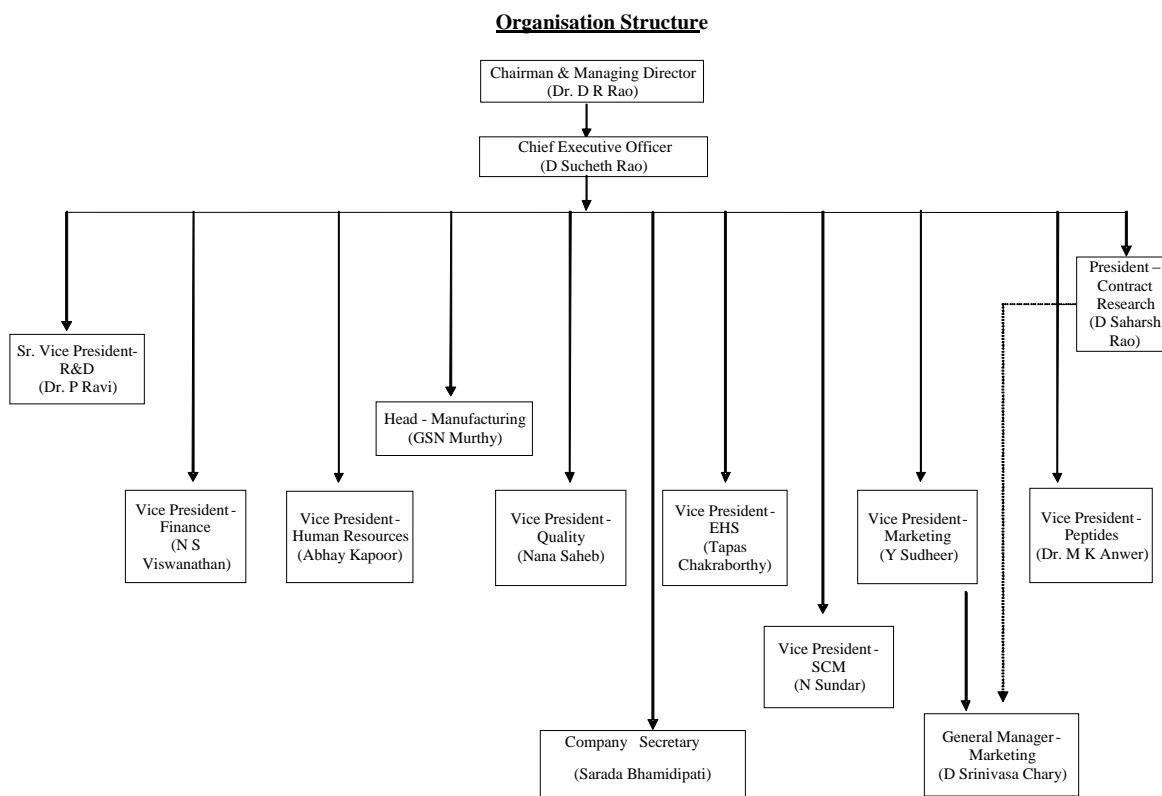 Organisation Structure
Chairman & Managing Director
(Dr. D R Rao)
Chief Executive Officer
(D Sucheth Rao)
President –
Contract
Research
(D Saharsh
Rao)
Sr. Vice President-
R&D
(Dr. P Ravi)
Head - Manufacturing
(GSN Murthy)
Vice President -
Finance
(N S
Viswanathan)
Vice President -
Human Resources
(Abhay Kapoor)
Vice President -
Quality
(Nana Saheb)
Vice President -
EHS
(Tapas
Chakraborthy)
Vice President-
Marketing
(Y Sudheer)
Vice President -
Peptides
(Dr. M K Anwer)
Vice President -
SCM
(N Sundar)
Company Secretary
(Sarada Bhamidipati)
General Manager-
Marketing
(D Srinivasa Chary)